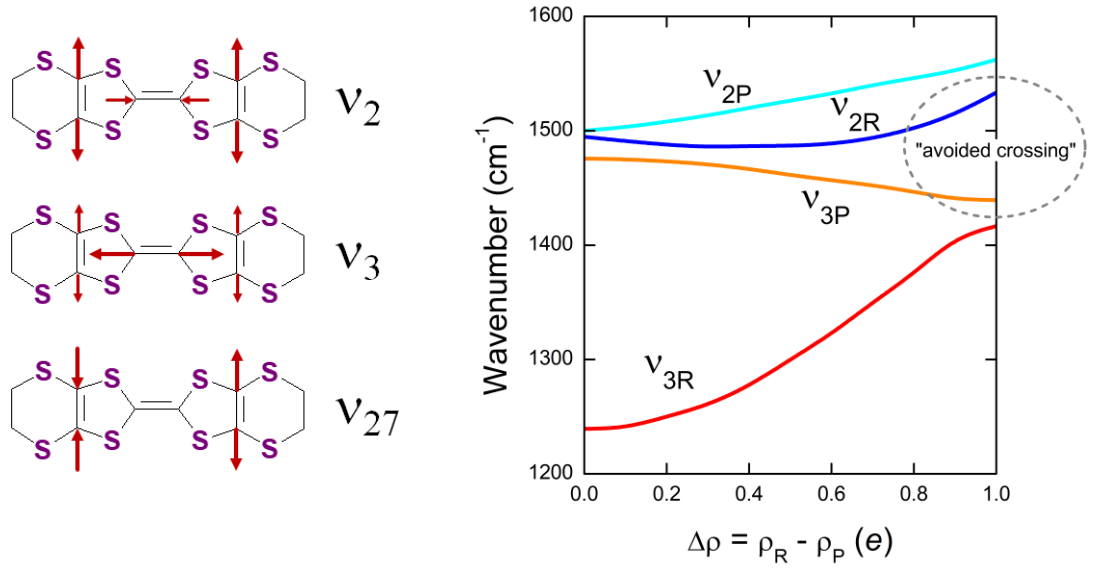 S S S S
S S S S
ν2
S S S S
S S S S
ν3
S S S S
S S S S
ν27
1600
1500
1400
1300
1200
Wavenumber (cm-1)
ν2P
ν2R
"avoided crossing"
ν3P
ν3R
0.0 0.2 0.4 0.6 0.8 1.0
Δρ = ρR - ρP (e)